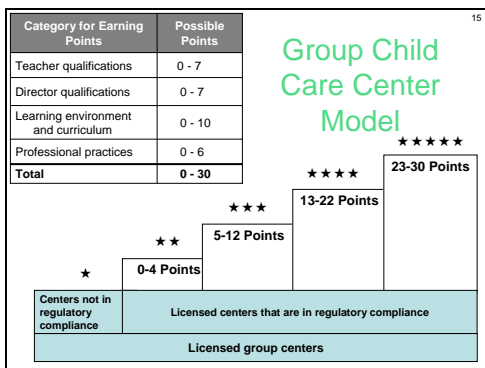 15
Category for Earning
Points
Possible
Points
Teacher qualifications
0 - 7
Director qualifications
0 - 7
Learning environment
and curriculum
0 - 10
Professional practices
0 - 6
Total
0 - 30
Group Child
Care Center
Model
★★★★★
23-30 Points
★★★★
13-22 Points
★★★
5-12 Points
★★
0-4 Points
★
Centers not in
regulatory
compliance
Licensed centers that are in regulatory compliance
Licensed group centers